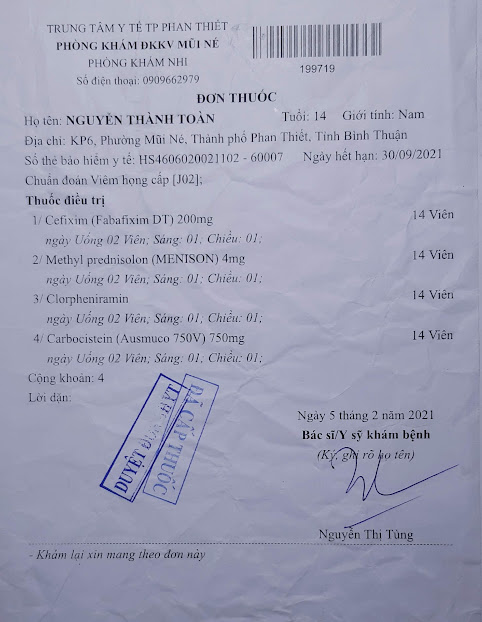 TRUNG TÂM Y TẾ TP PHAN THIẾT
PHÒNG KHÁM ĐKKV MŨI NÉ
PHÒNG KHÁM NHI
Số điện thoại: 0909662979
199719
ĐƠN THUỐC
Họ tên: NGUYỄN THÀNH TOÀN Tuổi: 14 Giới tính: Nam
Địa chỉ: KP6, Phường Mũi Né, Thành phố Phan Thiết, Tỉnh Bình Thuận
Số thẻ bảo hiểm y tế: HS4606020021102 - 60007 Ngày hết hạn: 30/09/2021
Chuẩn đoán Viêm họng cấp [J02];
Thuốc điều trị
1/ Cefixim (Fabafixim DT) 200mg 14 Viên
ngày Uống 02 Viên; Sáng: 01; Chiều: 01;
2/ Methyl prednisolon (MENISON) 4mg 14 Viên
ngày Uống 02 Viên; Sáng: 01; Chiều: 01;
3/ Clorpheniramin 14 Viên
ngày Uống 02 Viên; Sáng: 01; Chiều: 01;
4/ Carbocistein (Ausmuco 750V) 750mg 14 Viên
ngày Uống 02 Viên; Sáng: 01; Chiều: 01;
Cộng khoản: 4
Lời dặn:
DUYỆT
ĐÃ CẤP THUỐC
Ngày 5 tháng 2 năm 2021
Bác sĩ/Y sỹ khám bệnh
(Ký, ghi rõ họ tên)
Nguyễn Thị Tùng
- Khám lại xin mang theo đơn này